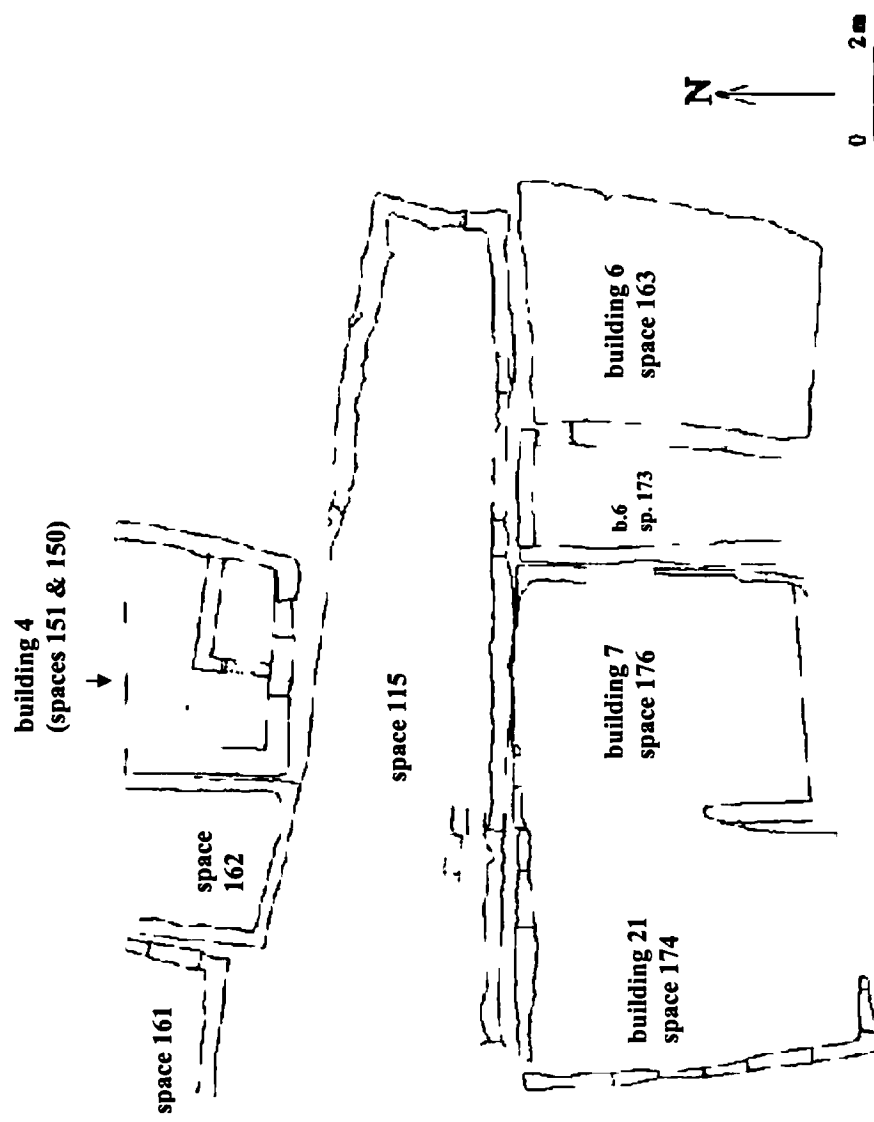 building 4
(spaces 151 & 150)
space 161
space
162
space 115
building 21
space 174
building 7
space 176
b.6
sp. 173
building 6
space 163
N
0 2 m